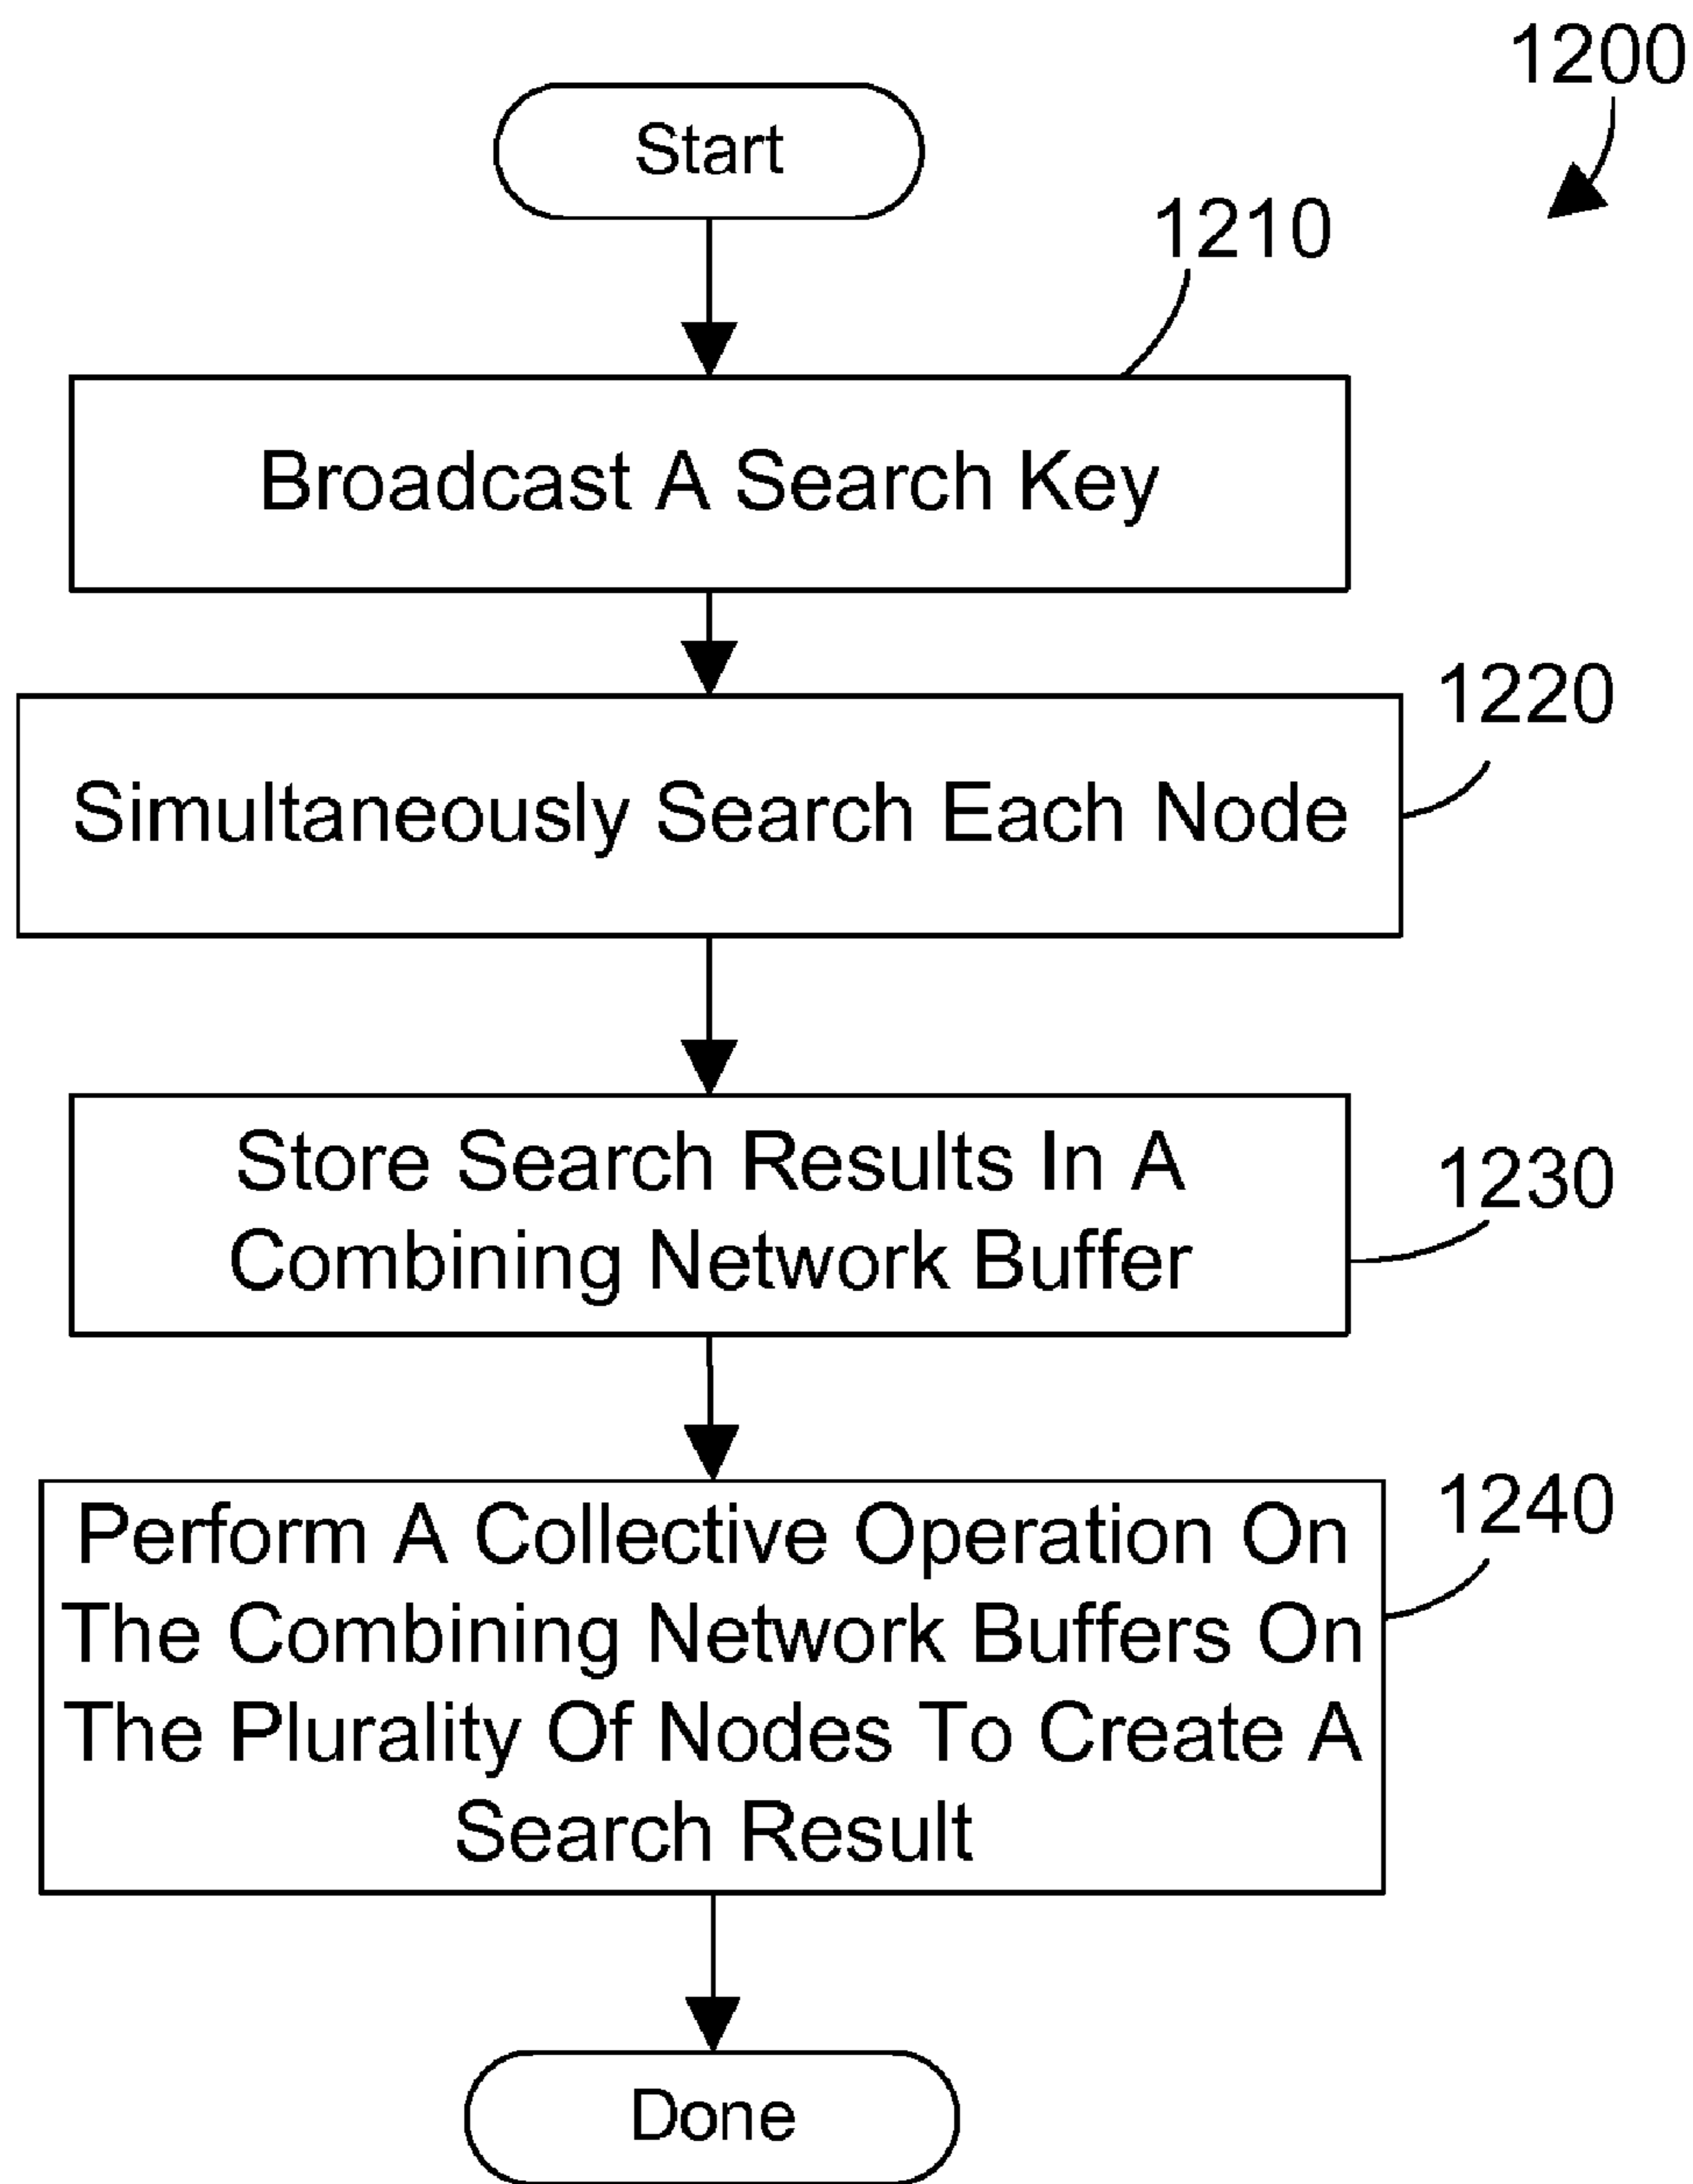 1200
Start
1210
Broadcast A Search Key
1220
Simultaneously Search Each Node
Store Search Results In A
Combining Network Buffer
1230
1240
Perform A Collective Operation On
The Combining Network Buffers On
The Plurality Of Nodes To Create A
Search Result
Done